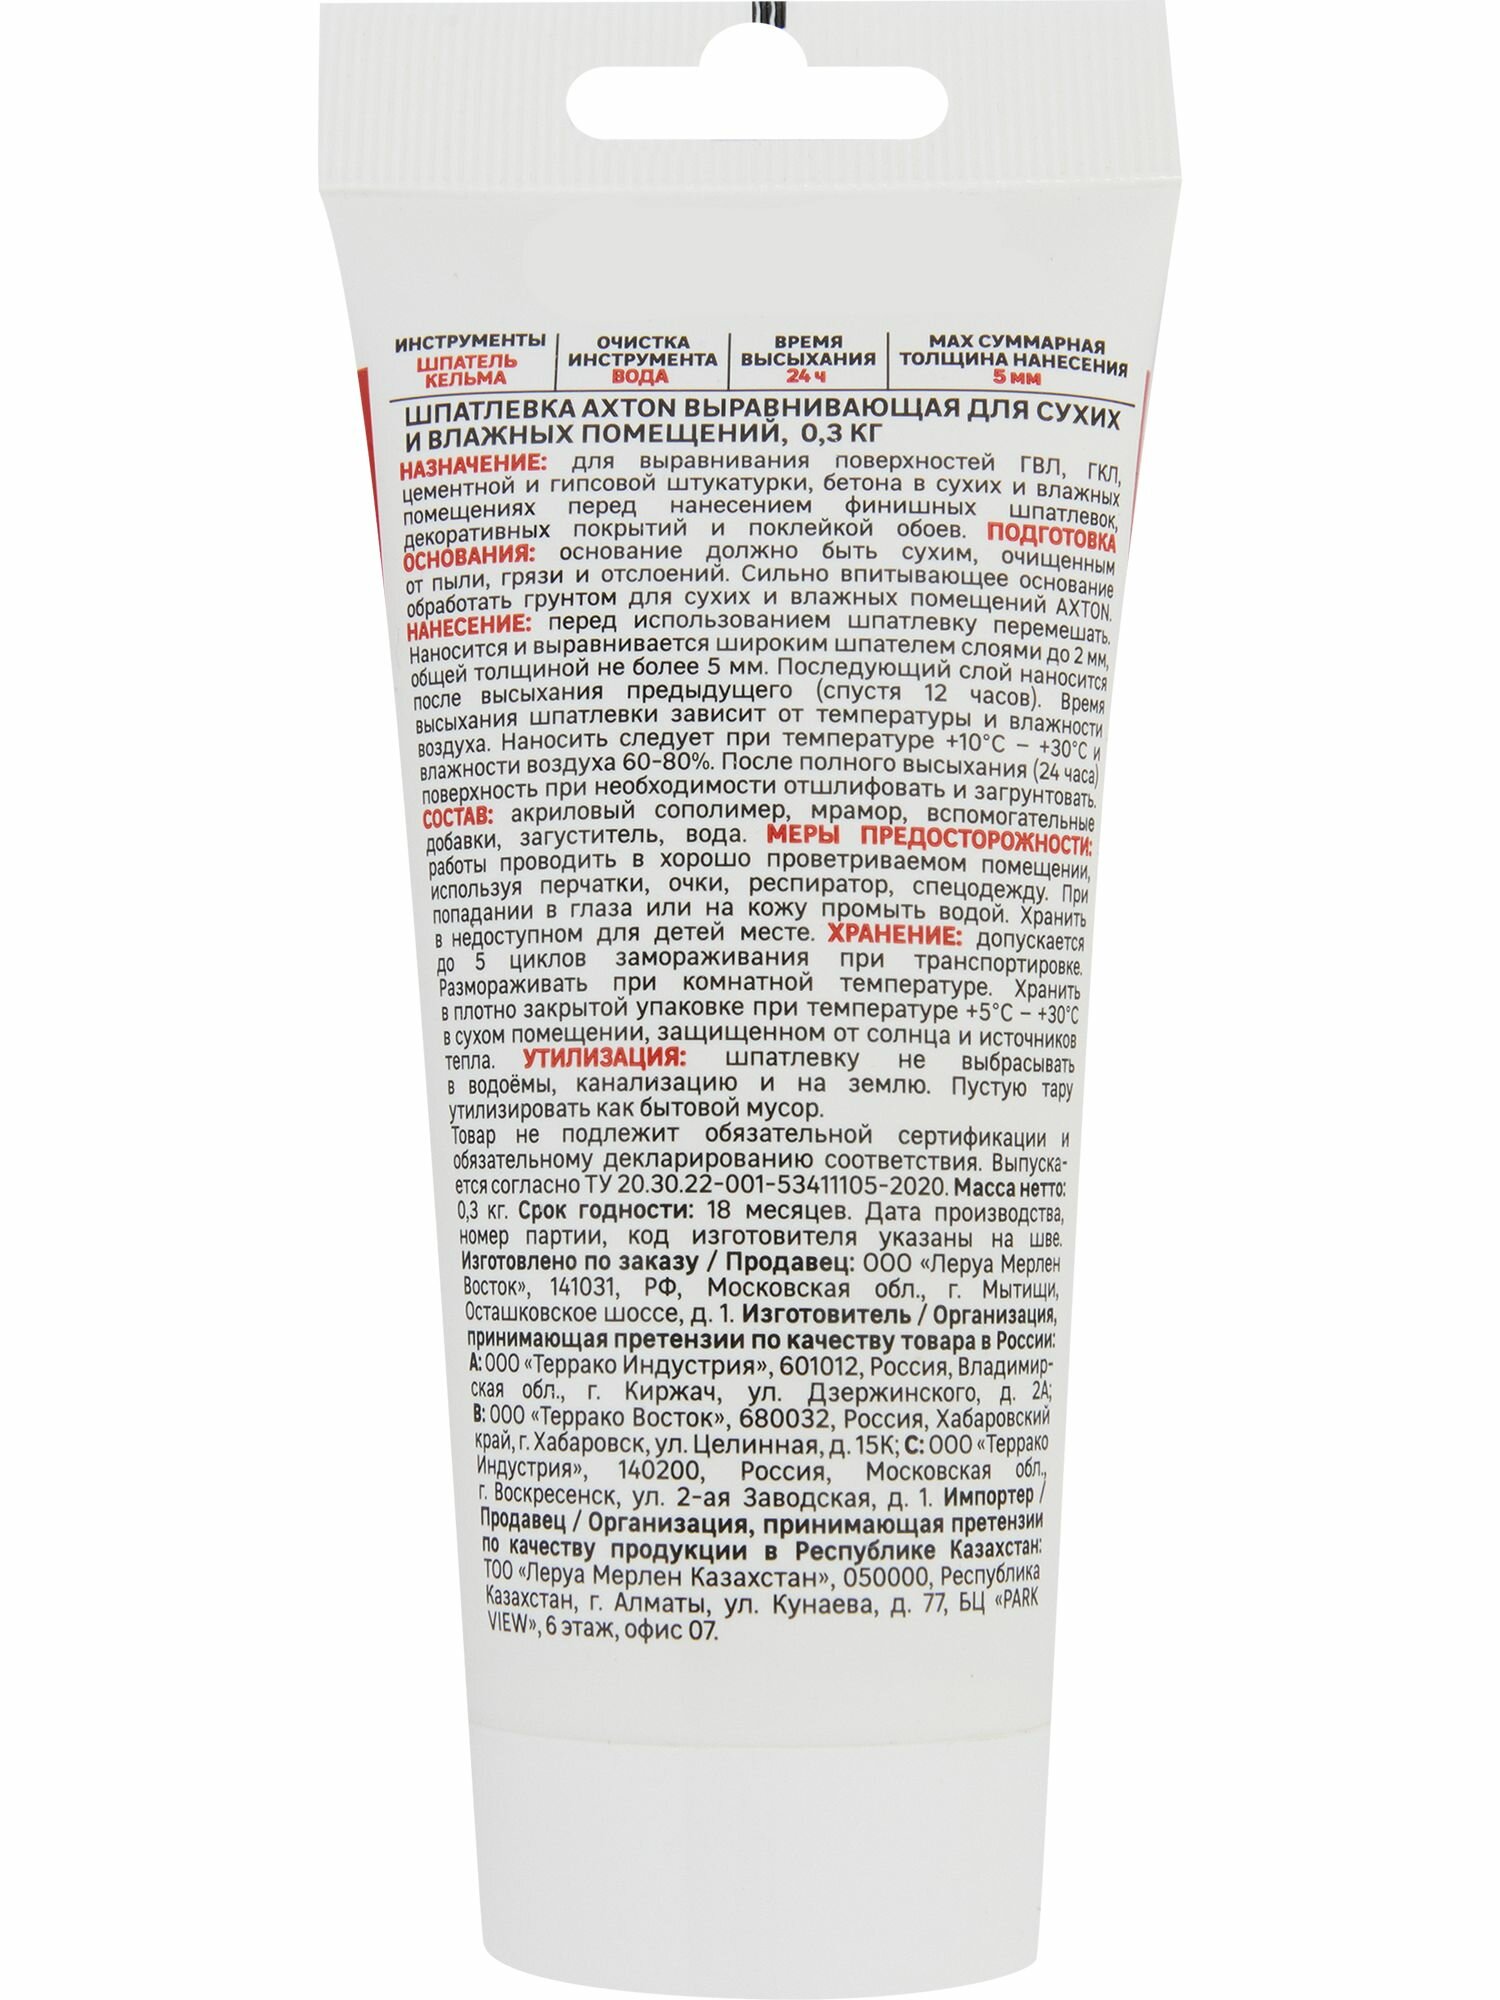 ИНСТРУМЕНТЫ
ШПАТЕЛЬ
КЕЛЬМА
ОЧИСТКА
ИНСТРУМЕНТА
ВОДА
ВРЕМЯ
ВЫСЫХАНИЯ
24 Ч
МАХ СУММАРНАЯ
ТОЛЩИНА НАНЕСЕНИЯ
5 ММ
ШПАТЛЕВКА AXTON ВЫРАВНИВАЮЩАЯ ДЛЯ СУХИХ
И ВЛАЖНЫХ ПОМЕЩЕНИЙ, 0,3 КГ
НАЗНАЧЕНИЕ: для выравнивания поверхностей ГВЛ, ГКЛ,
цементной и гипсовой штукатурки, бетона в сухих и влажных
помещениях перед нанесением финишных шпатлевок,
декоративных покрытий и поклейкой обоев. ПОДГОТОВКА
ОСНОВАНИЯ: основание должно быть сухим, очищенным
от пыли, грязи и отслоений. Сильно впитывающее основание
обработать грунтом для сухих и влажных помещений AXTON.
НАНЕСЕНИЕ: перед использованием шпатлевку перемешать.
Наносится и выравнивается широким шпателем слоями до 2 мм,
общей толщиной не более 5 мм. Последующий слой наносится
после высыхания предыдущего (спустя 12 часов). Время
высыхания шпатлевки зависит от температуры и влажности
воздуха. Наносить следует при температуре +10°C – +30°C и
влажности воздуха 60-80%. После полного высыхания (24 часа)
поверхность при необходимости отшлифовать и загрунтовать.
СОСТАВ: акриловый сополимер, мрамор, вспомогательные
добавки, загуститель, вода. МЕРЫ ПРЕДОСТОРОЖНОСТИ:
работы проводить в хорошо проветриваемом помещении,
используя перчатки, очки, респиратор, спецодежду. При
попадании в глаза или на кожу промыть водой. Хранить
в недоступном для детей месте. ХРАНЕНИЕ: допускается
до 5 циклов замораживания при транспортировке.
Размораживать при комнатной температуре. Хранить
в плотно закрытой упаковке при температуре +5°C – +30°C
в сухом помещении, защищенном от солнца и источников
тепла. УТИЛИЗАЦИЯ: шпатлевку не выбрасывать
в водоёмы, канализацию и на землю. Пустую тару
утилизировать как бытовой мусор.
Товар не подлежит обязательной сертификации и
обязательному декларированию соответствия. Выпуска-
ется согласно ТУ 20.30.22-001-53411105-2020. Масса нетто:
0,3 кг. Срок годности: 18 месяцев. Дата производства,
номер партии, код изготовителя указаны на шве.
Изготовлено по заказу / Продавец: ООО «Леруа Мерлен
Восток», 141031, РФ, Московская обл., г. Мытищи,
Осташковское шоссе, д. 1. Изготовитель / Организация,
принимающая претензии по качеству товара в России:
А: ООО «Террако Индустрия», 601012, Россия, Владимир-
ская обл., г. Киржач, ул. Дзержинского, д. 2А;
В: ООО «Террако Восток», 680032, Россия, Хабаровский
край, г. Хабаровск, ул. Целинная, д. 15К; С: ООО «Террако
Индустрия», 140200, Россия, Московская обл.,
г. Воскресенск, ул. 2-ая Заводская, д. 1. Импортер /
Продавец / Организация, принимающая претензии
по качеству продукции в Республике Казахстан:
ТОО «Леруа Мерлен Казахстан», 050000, Республика
Казахстан, г. Алматы, ул. Кунаева, д. 77, БЦ «PARK
VIEW», 6 этаж, офис 07.